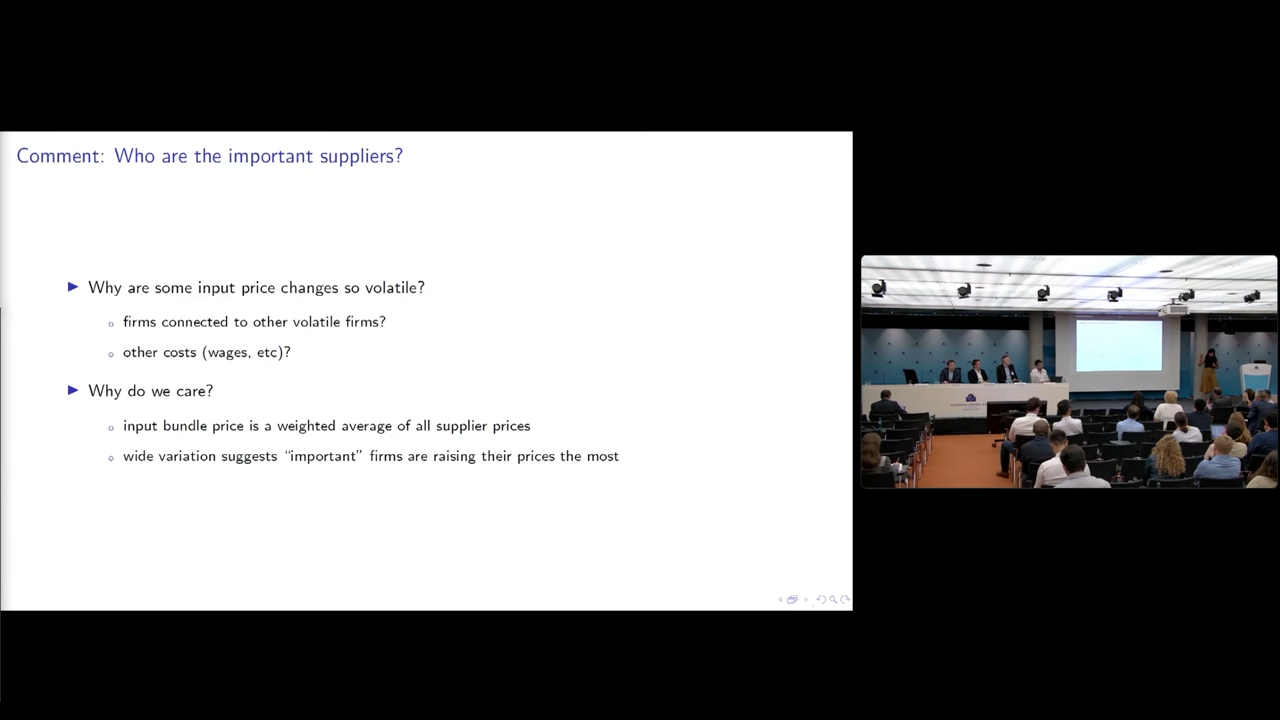 Comment: Who are the important suppliers?
Why are some input price changes so volatile?
firms connected to other volatile firms?
other costs (wages, etc)?
Why do we care?
input bundle price is a weighted average of all supplier prices
wide variation suggests “important” firms are raising their prices the most